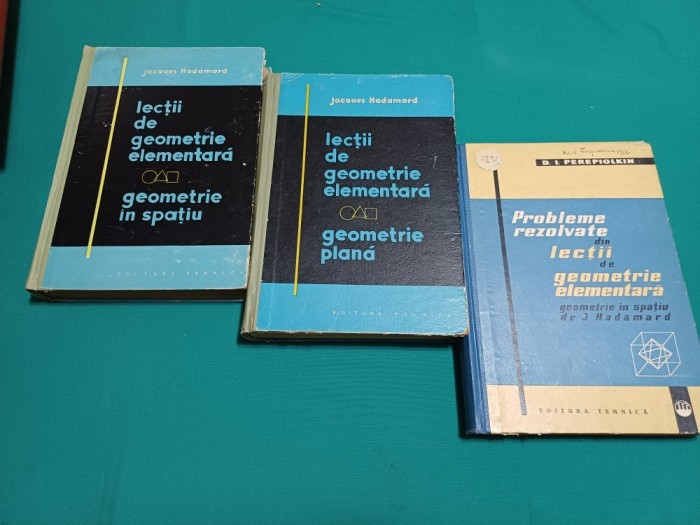 Jacques Hadamard
lecții
de
geometrie
elementară
geometrie
în spațiu
EDITURA TEHNICĂ
Jacques Hadamard
lecții
de
geometrie
elementară
geometrie
plană
EDITURA TEHNICA
D. I. PEREPIOLKIN
Probleme
rezolvate
din
lecții
de
geometrie
elementară
geometrie în spațiu
de J Hadamard
EDITURA TEHNICĂ